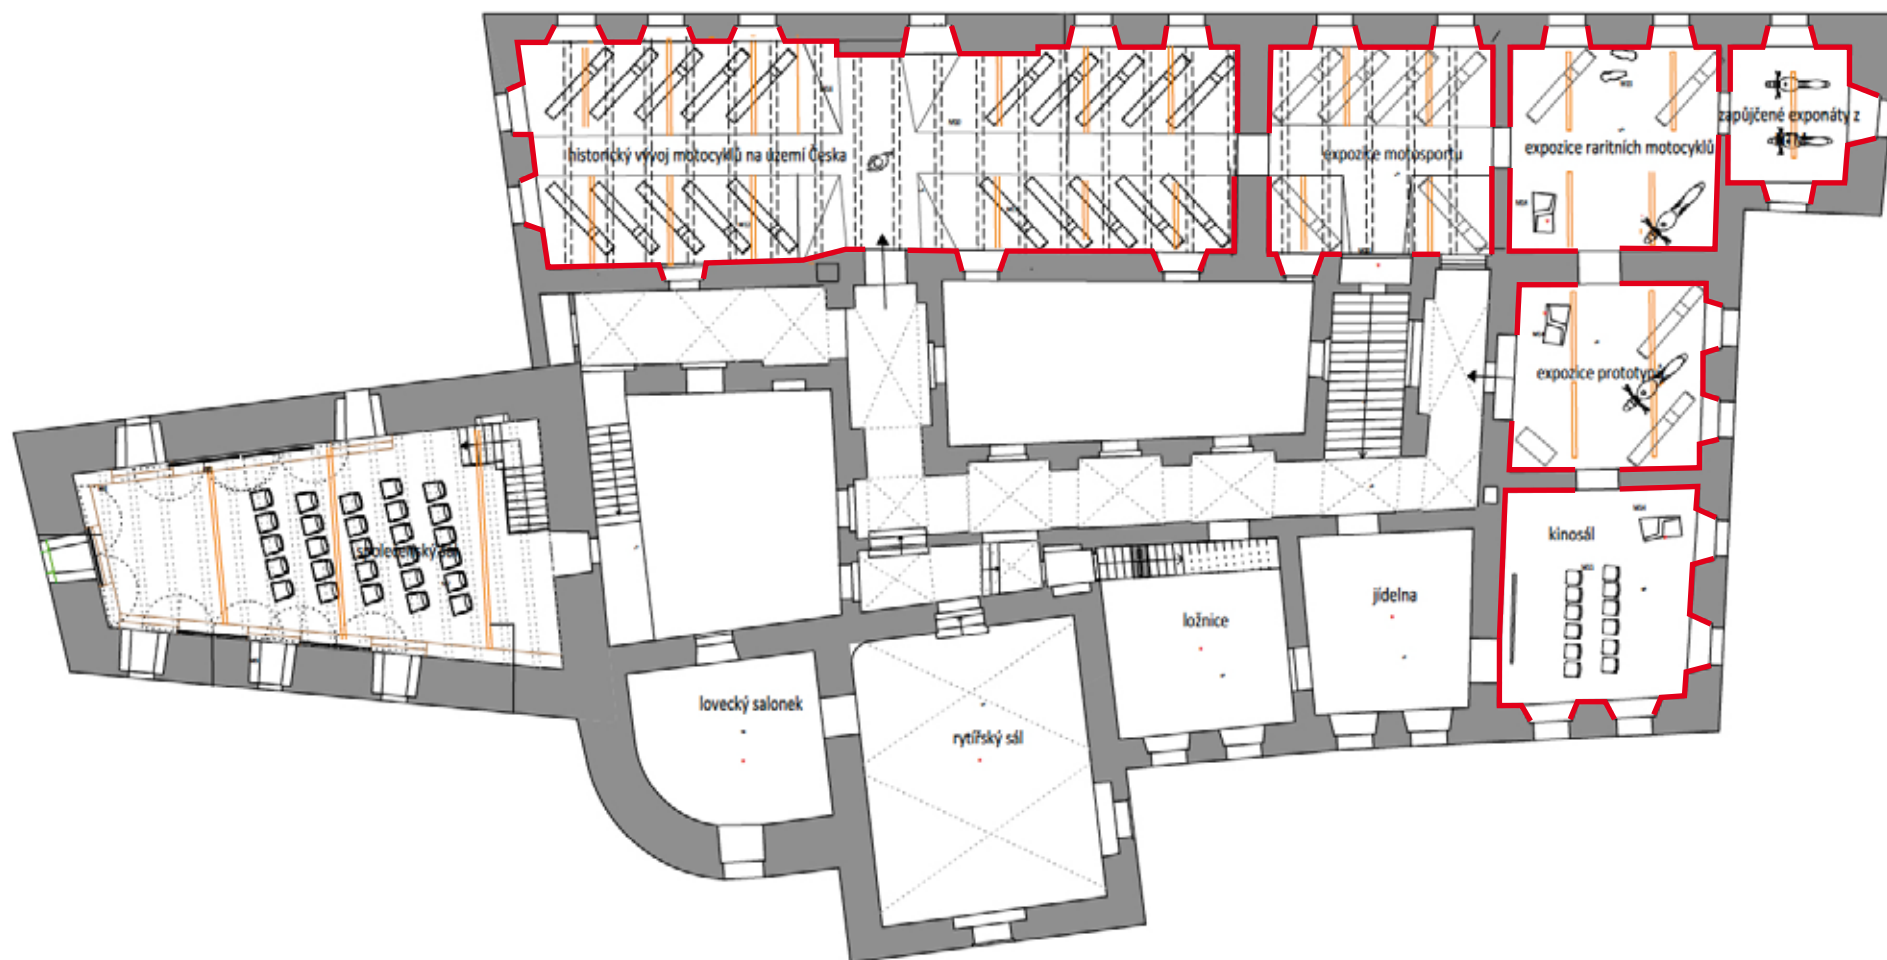 historický vývoj motocyklů na území Česka
expozice motosportu
expozice raritních motocyklů
zapůjčené exponáty z
expozice prototypů
společenský sál
kinosál
jídelna
ložnice
lovecký salonek
rytířský sál